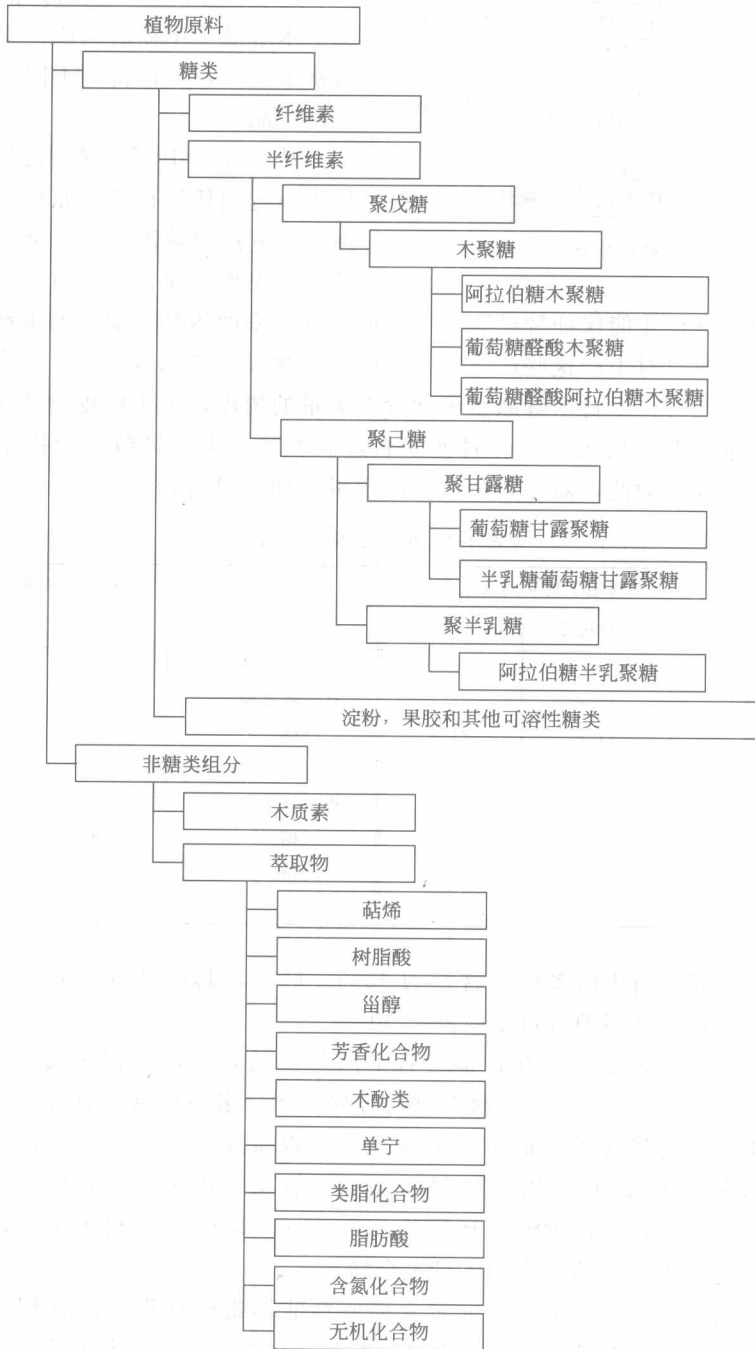 植物原料
糖类
纤维素
半纤维素
聚戊糖
木聚糖
阿拉伯糖木聚糖
葡萄糖醛酸木聚糖
葡萄糖醛酸阿拉伯糖木聚糖
聚己糖
聚甘露糖
葡萄糖甘露聚糖
半乳糖葡萄糖甘露聚糖
聚半乳糖
阿拉伯糖半乳聚糖
淀粉，果胶和其他可溶性糖类
非糖类组分
木质素
萃取物
萜烯
树脂酸
甾醇
芳香化合物
木酚类
单宁
类脂化合物
脂肪酸
含氮化合物
无机化合物